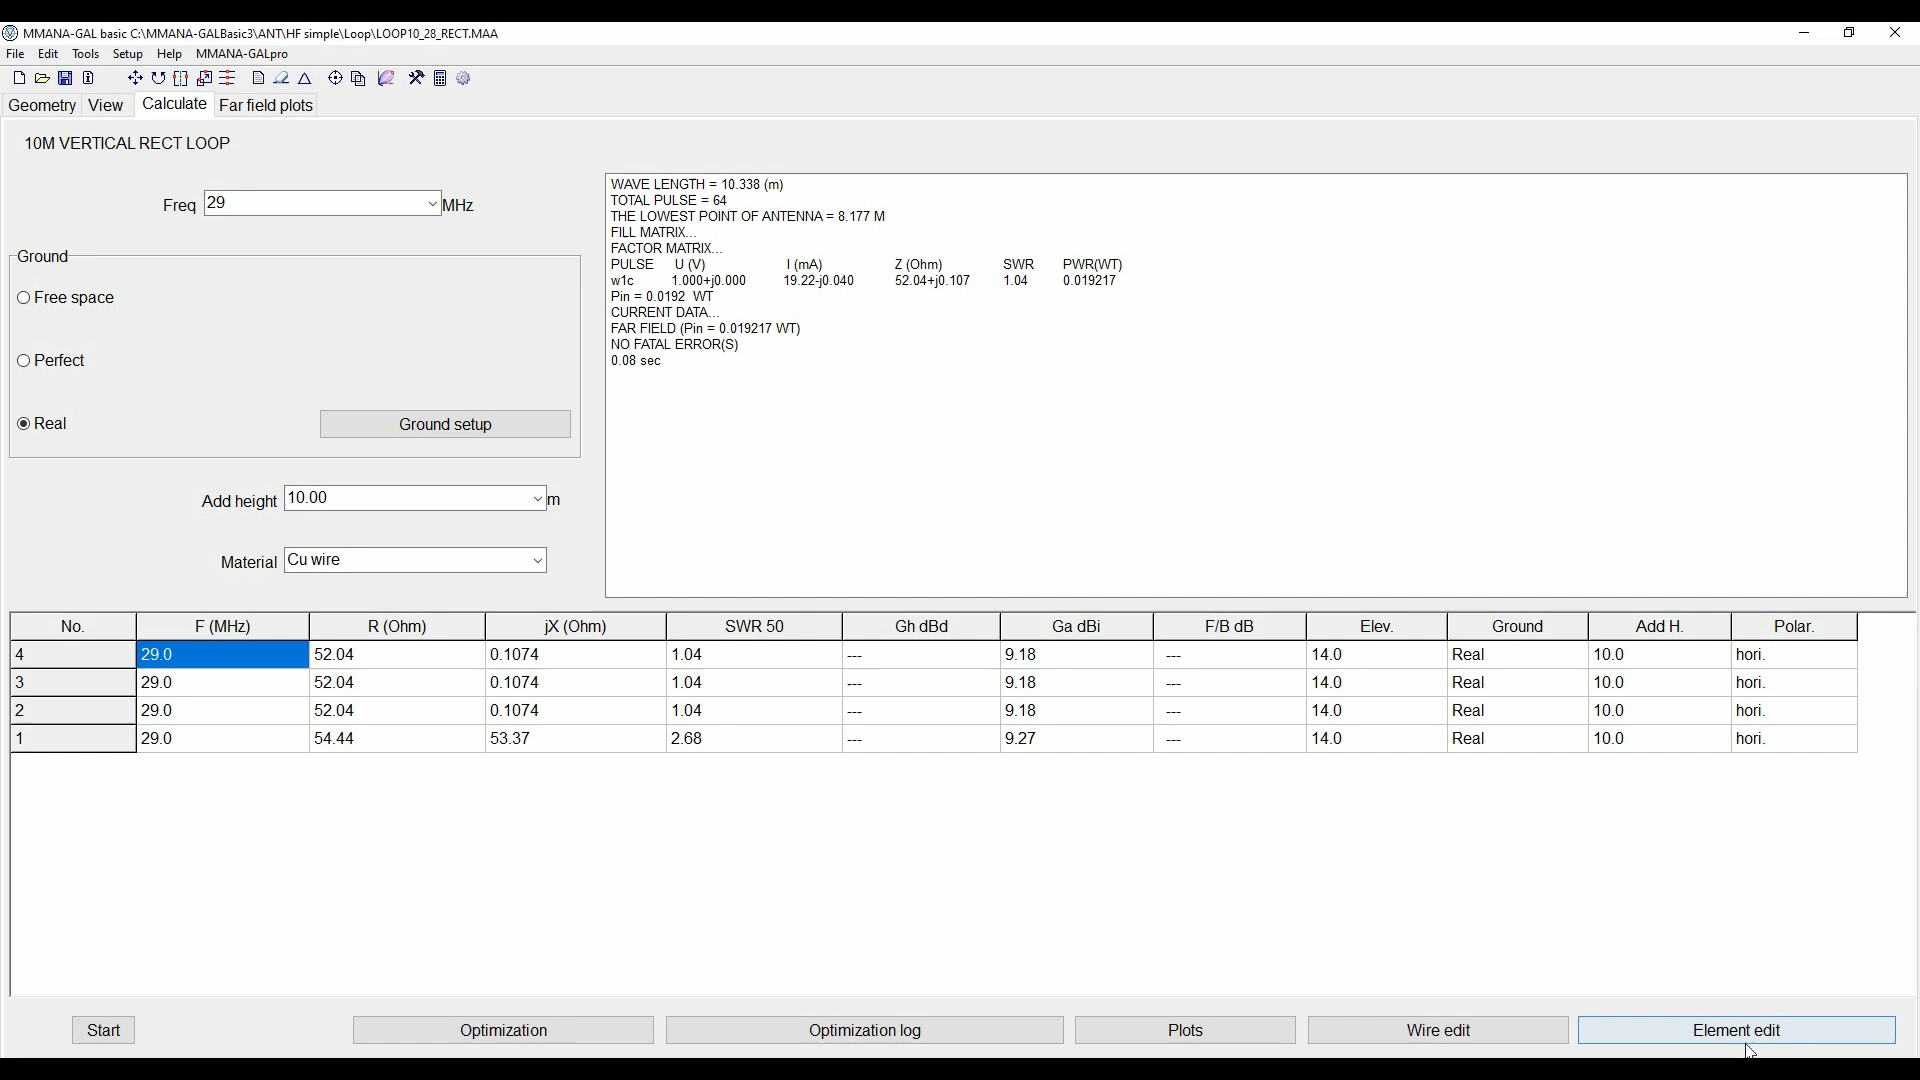 MMANA-GAL basic C:\MMANA-GALBasic3\ANT\HF simple\Loop\LOOP10_28_RECT.MAA
File Edit Tools Setup Help MMANA-GALpro
Geometry View Calculate Far field plots
10M VERTICAL RECT LOOP
Freq 29 MHz
Ground
Free space
Perfect
Real Ground setup
Add height 10.00 m
Material Cu wire
WAVE LENGTH = 10.338 (m)
TOTAL PULSE = 64
THE LOWEST POINT OF ANTENNA = 8.177 M
FILL MATRIX...
FACTOR MATRIX...
PULSE U (V) I (mA) Z (Ohm) SWR PWR(WT)
w1c 1.000+j0.000 19.22-j0.040 52.04+j0.107 1.04 0.019217
Pin = 0.0192 WT
CURRENT DATA...
FAR FIELD (Pin = 0.019217 WT)
NO FATAL ERROR(S)
0.08 sec
No. F (MHz) R (Ohm) jX (Ohm) SWR 50 Gh dBd Ga dBi F/B dB Elev. Ground Add H. Polar.
4 29.0 52.04 0.1074 1.04 --- 9.18 --- 14.0 Real 10.0 hori.
3 29.0 52.04 0.1074 1.04 --- 9.18 --- 14.0 Real 10.0 hori.
2 29.0 52.04 0.1074 1.04 --- 9.18 --- 14.0 Real 10.0 hori.
1 29.0 54.44 53.37 2.68 --- 9.27 --- 14.0 Real 10.0 hori.
Start Optimization Optimization log Plots Wire edit Element edit